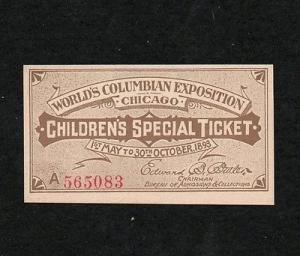 WORLD'S COLUMBIAN EXPOSITION
CHICAGO
CHILDREN'S SPECIAL TICKET
1ST MAY TO 30TH OCTOBER, 1893
A 565083
Edward B. Butler
CHAIRMAN
BUREAU OF ADMISSIONS & COLLECTIONS